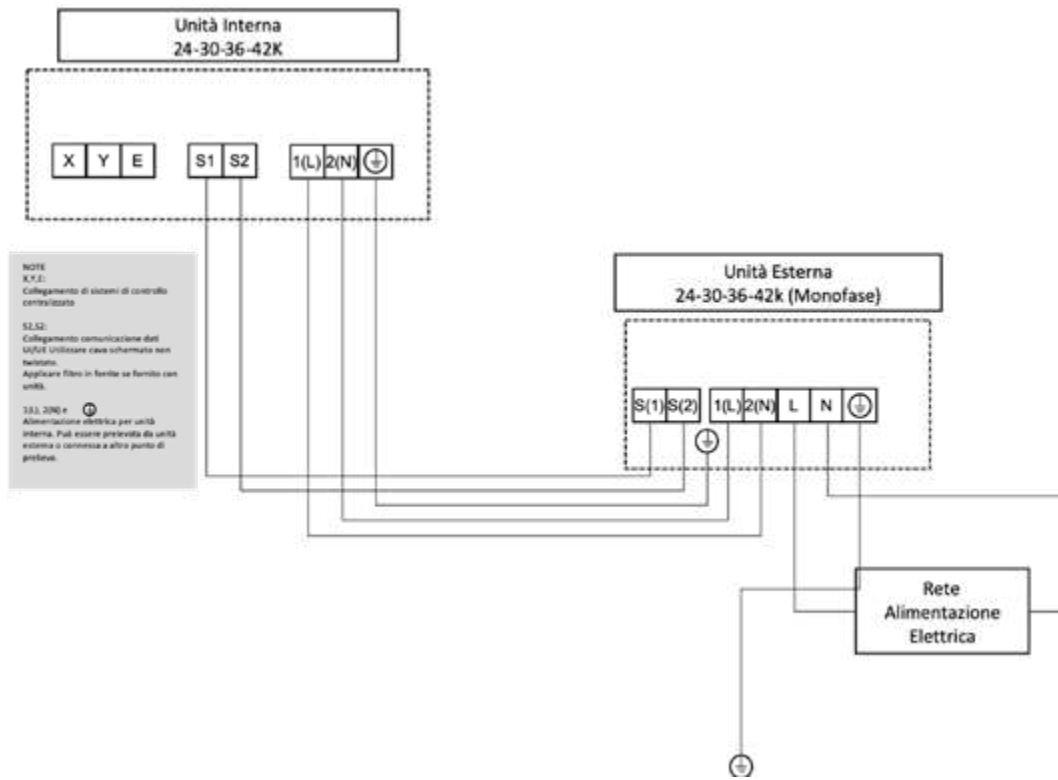 Unità Interna
24-30-36-42K
X Y E S1 S2 1(L) 2(N)
NOTE
X,Y,E:
Collegamento di sistemi di controllo
centralizzato
S2,S2:
Collegamento comunicazione dati
UI/UE Utilizzare cavo schermato non
twistato.
Applicare filtro in ferrite se fornito con
unità.
1(L), 2(N) e
Alimentazione elettrica per unità
interna. Può essere prelevata da unità
esterna o connessa a altro punto di
prelievo.
Unità Esterna
24-30-36-42k (Monofase)
S(1) S(2) 1(L) 2(N) L N
Rete
Alimentazione
Elettrica